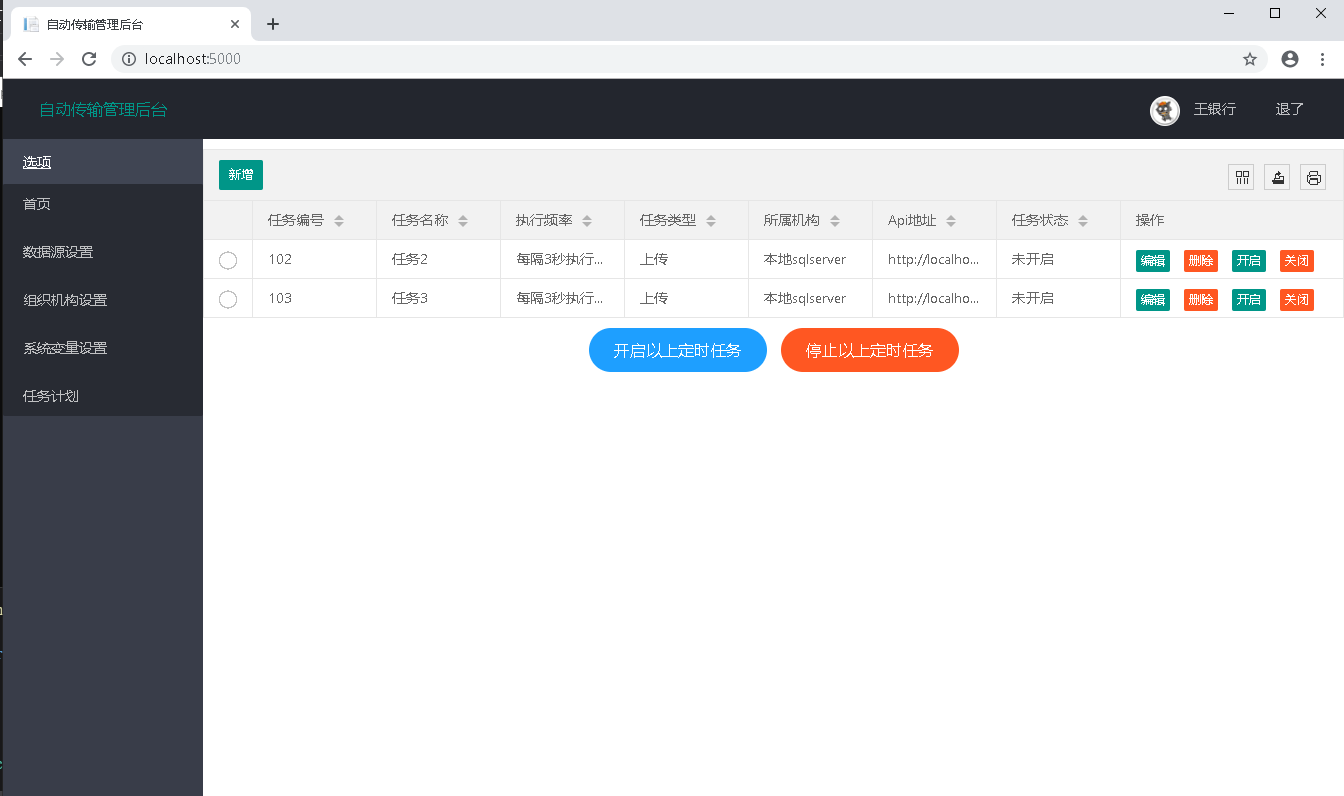 自动传输管理后台
localhost:5000
自动传输管理后台 王银行 退了
选项
首页
数据源设置
组织机构设置
系统变量设置
任务计划
新增
任务编号 任务名称 执行频率 任务类型 所属机构 Api地址 任务状态 操作
102 任务2 每隔3秒执行... 上传 本地sqlserver http://localho... 未开启 编辑 删除 开启 关闭
103 任务3 每隔3秒执行... 上传 本地sqlserver http://localho... 未开启 编辑 删除 开启 关闭
开启以上定时任务 停止以上定时任务